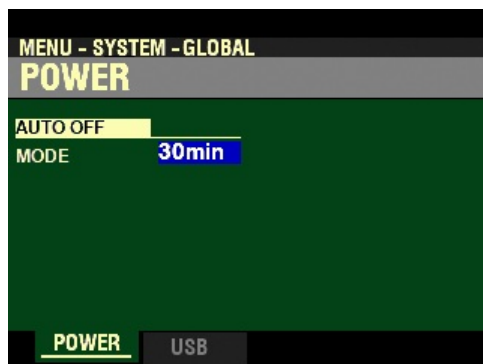 MENU - SYSTEM - GLOBAL
POWER
AUTO OFF
MODE 30min
POWER USB